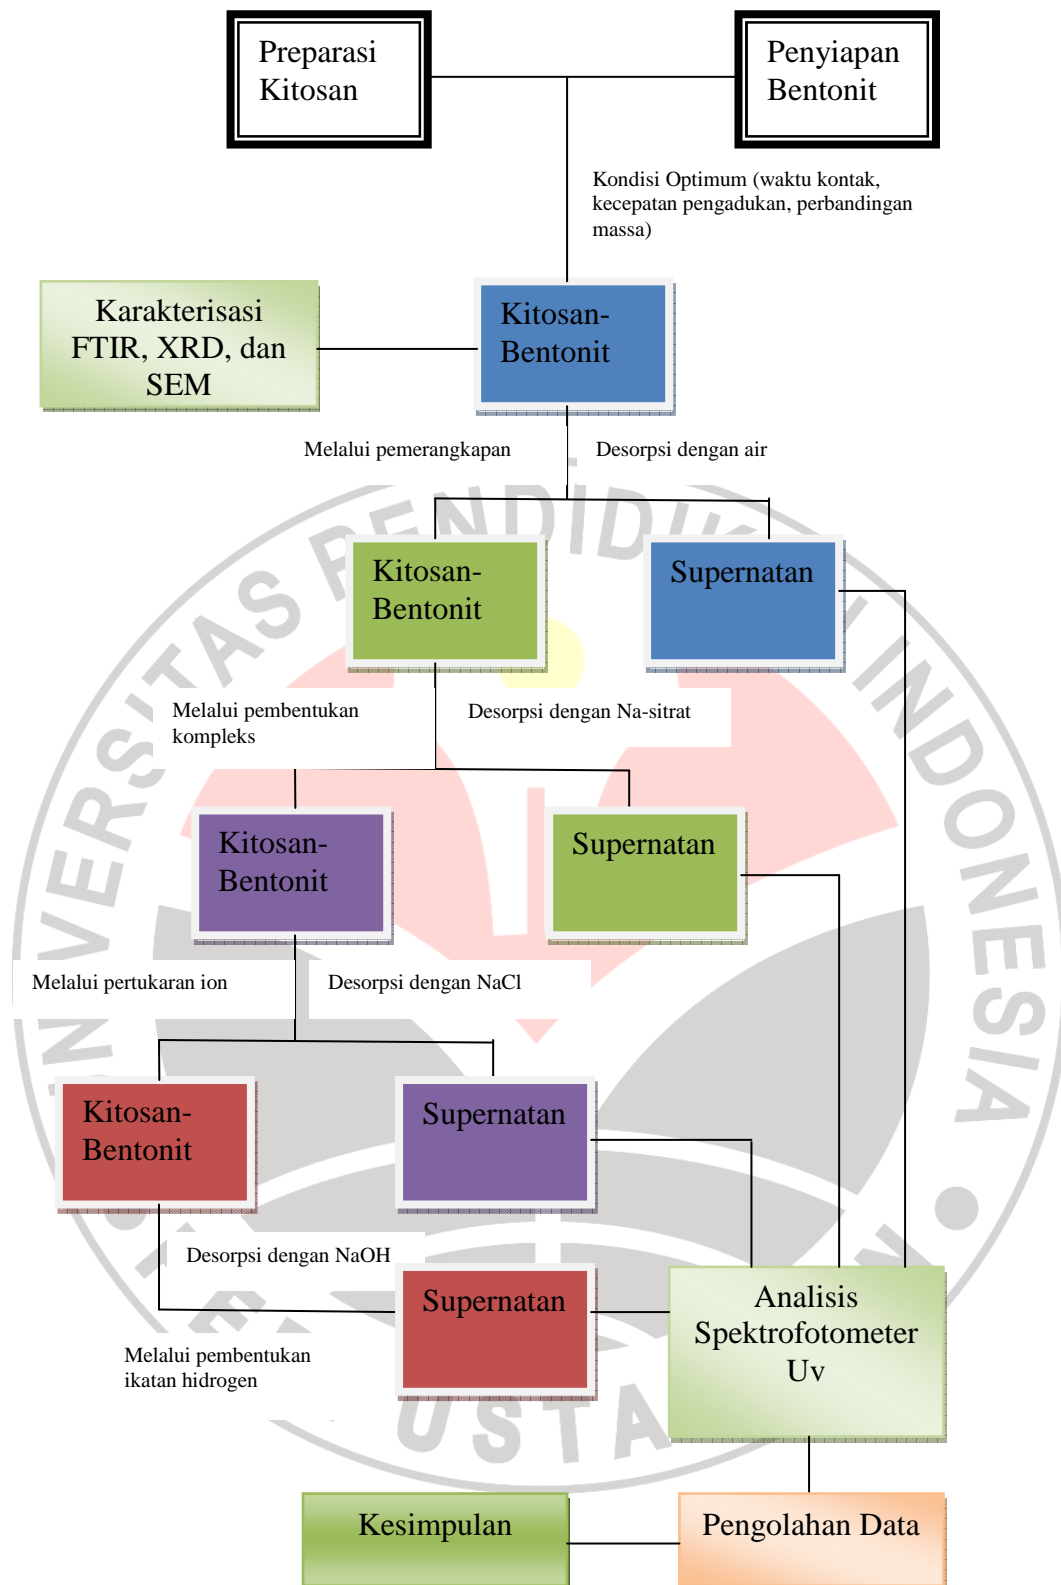 Preparasi
Kitosan
Penyiapan
Bentonit
Kondisi Optimum (waktu kontak,
kecepatan pengadukan, perbandingan
massa)
Karakterisasi
FTIR, XRD, dan
SEM
Kitosan-
Bentonit
Melalui pemerangkapan
Desorpsi dengan air
Kitosan-
Bentonit
Supernatan
Melalui pembentukan
kompleks
Desorpsi dengan Na-sitrat
Kitosan-
Bentonit
Supernatan
Melalui pertukaran ion
Desorpsi dengan NaCl
Kitosan-
Bentonit
Supernatan
Desorpsi dengan NaOH
Supernatan
Melalui pembentukan
ikatan hidrogen
Analisis
Spektrofotometer
Uv
Kesimpulan
Pengolahan Data